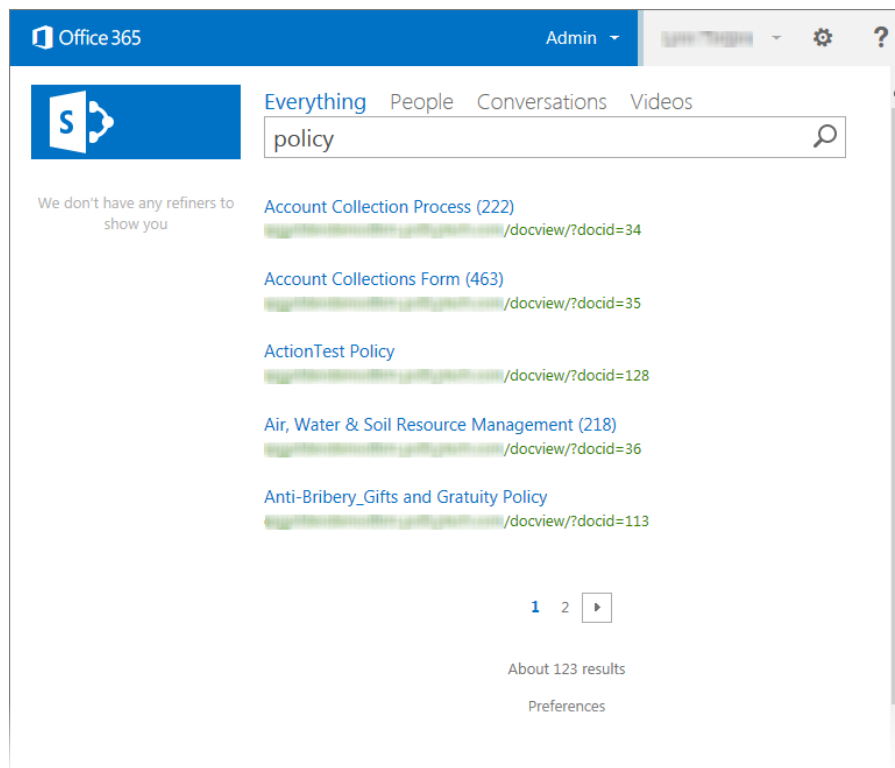 Office 365
Admin
?
S
Everything People Conversations Videos
policy
We don't have any refiners to
show you
Account Collection Process (222)
/docview/?docid=34
Account Collections Form (463)
/docview/?docid=35
ActionTest Policy
/docview/?docid=128
Air, Water & Soil Resource Management (218)
/docview/?docid=36
Anti-Bribery_Gifts and Gratuity Policy
/docview/?docid=113
1 2
About 123 results
Preferences